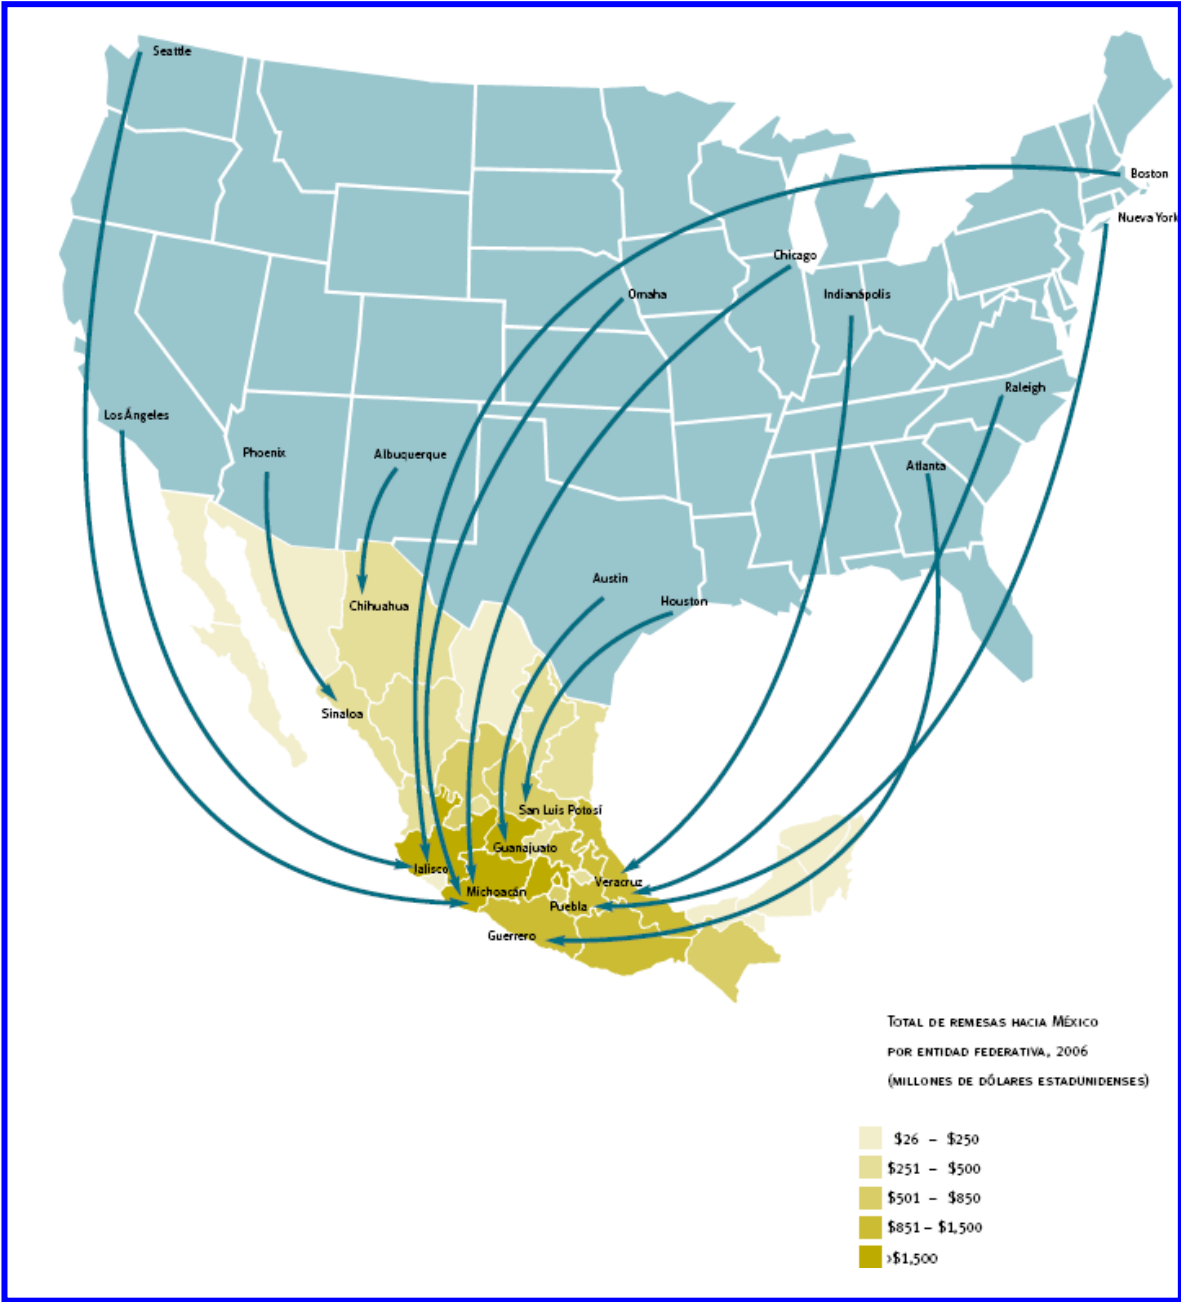 Seattle
Boston
Nueva York
Chicago
Omaha
Indianápolis
Raleigh
Los Ángeles
Phoenix
Albuquerque
Atlanta
Austin
Houston
Chihuahua
Sinaloa
San Luis Potosí
Guanajuato
Jalisco
Michoacán
Veracruz
Puebla
Guerrero
TOTAL DE REMESAS HACIA MÉXICO
POR ENTIDAD FEDERATIVA, 2006
(MILLONES DE DÓLARES ESTADUNIDENSES)
$26 – $250
$251 – $500
$501 – $850
$851 – $1,500
>$1,500